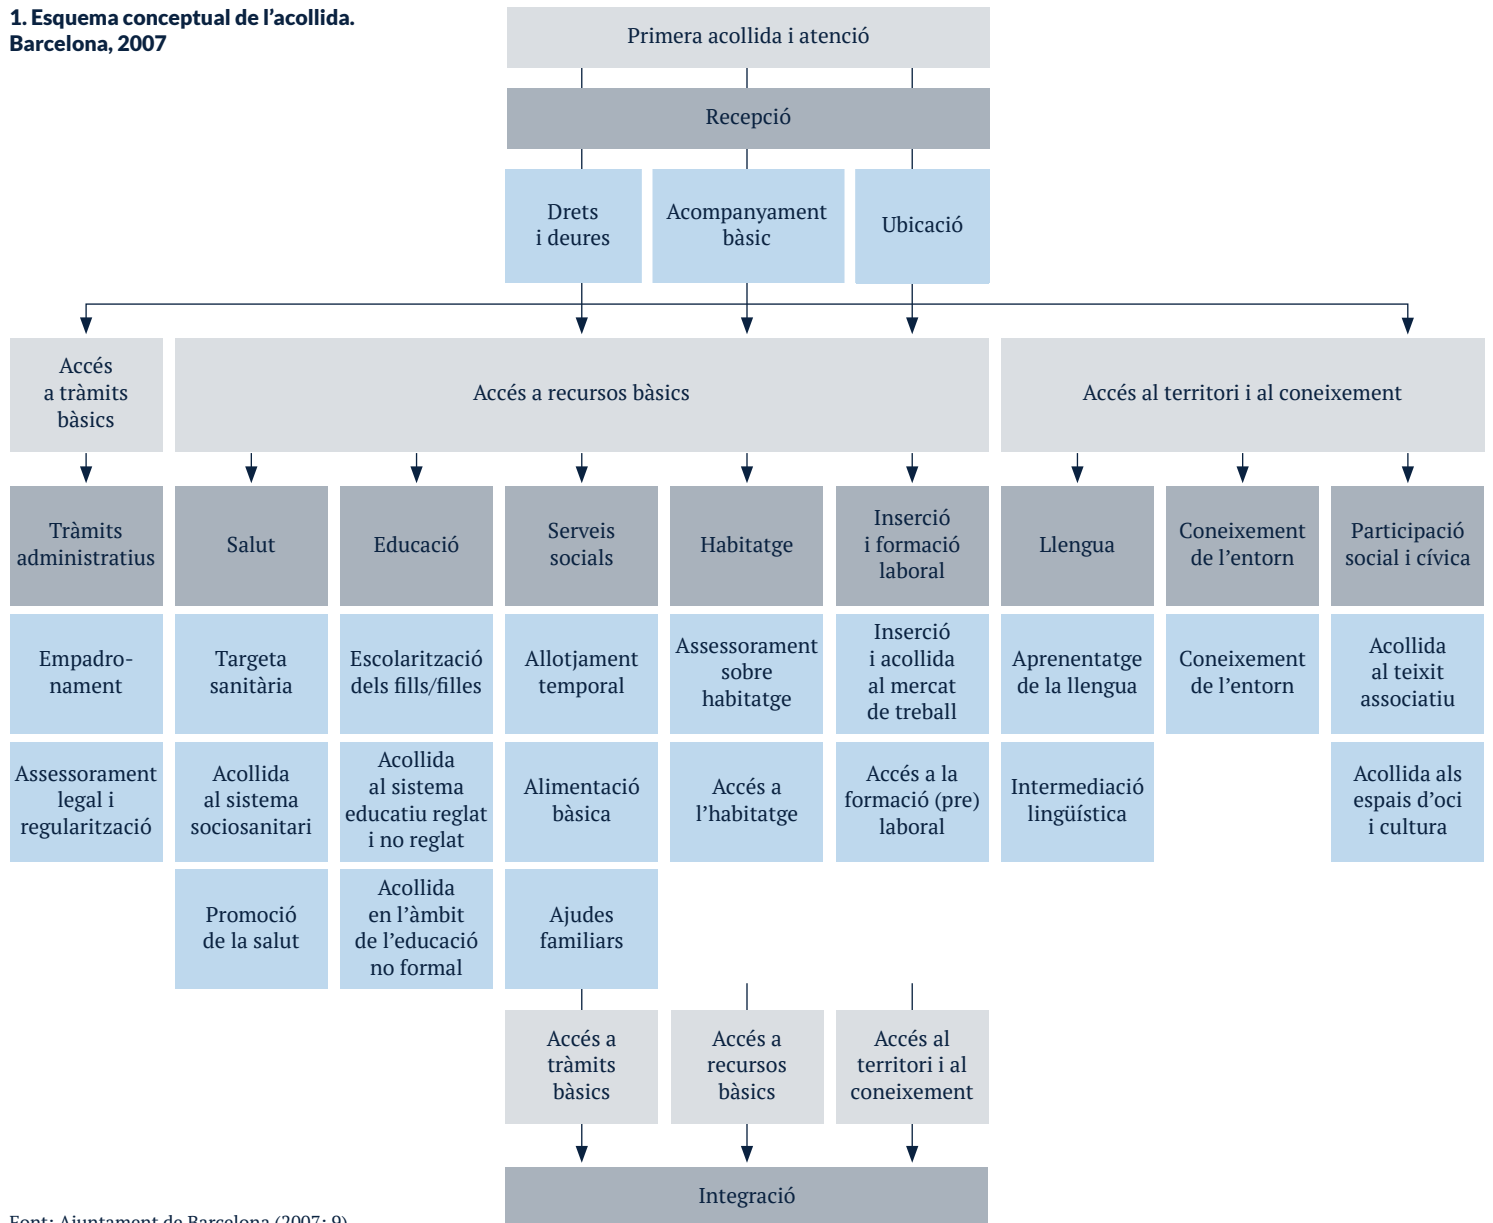 1. Esquema conceptual de l’acollida.
Barcelona, 2007
Primera acollida i atenció
Recepció
Drets
i deures
Acompanyament
bàsic
Ubicació
Accés
a tràmits
bàsics
Accés a recursos bàsics
Accés al territori i al coneixement
Tràmits
administratius
Salut
Educació
Serveis
socials
Habitatge
Inserció
i formació
laboral
Llengua
Coneixement
de l’entorn
Participació
social i cívica
Empadro-
nament
Targeta
sanitària
Escolarització
dels fills/filles
Allotjament
temporal
Assessorament
sobre
habitatge
Inserció
i acollida
al mercat
de treball
Aprenentatge
de la llengua
Coneixement
de l’entorn
Acollida
al teixit
associatiu
Assessorament
legal i
regularització
Acollida
al sistema
sociosanitari
Acollida
al sistema
educatiu reglat
i no reglat
Alimentació
bàsica
Accés a
l’habitatge
Accés a la
formació (pre)
laboral
Intermediació
lingüística
Acollida als
espais d’oci
i cultura
Promoció
de la salut
Acollida
en l’àmbit
de l’educació
no formal
Ajudes
familiars
Accés a
tràmits
bàsics
Accés a
recursos
bàsics
Accés al
territori i al
coneixement
Integració
Font: Ajuntament de Barcelona (2007: 9)